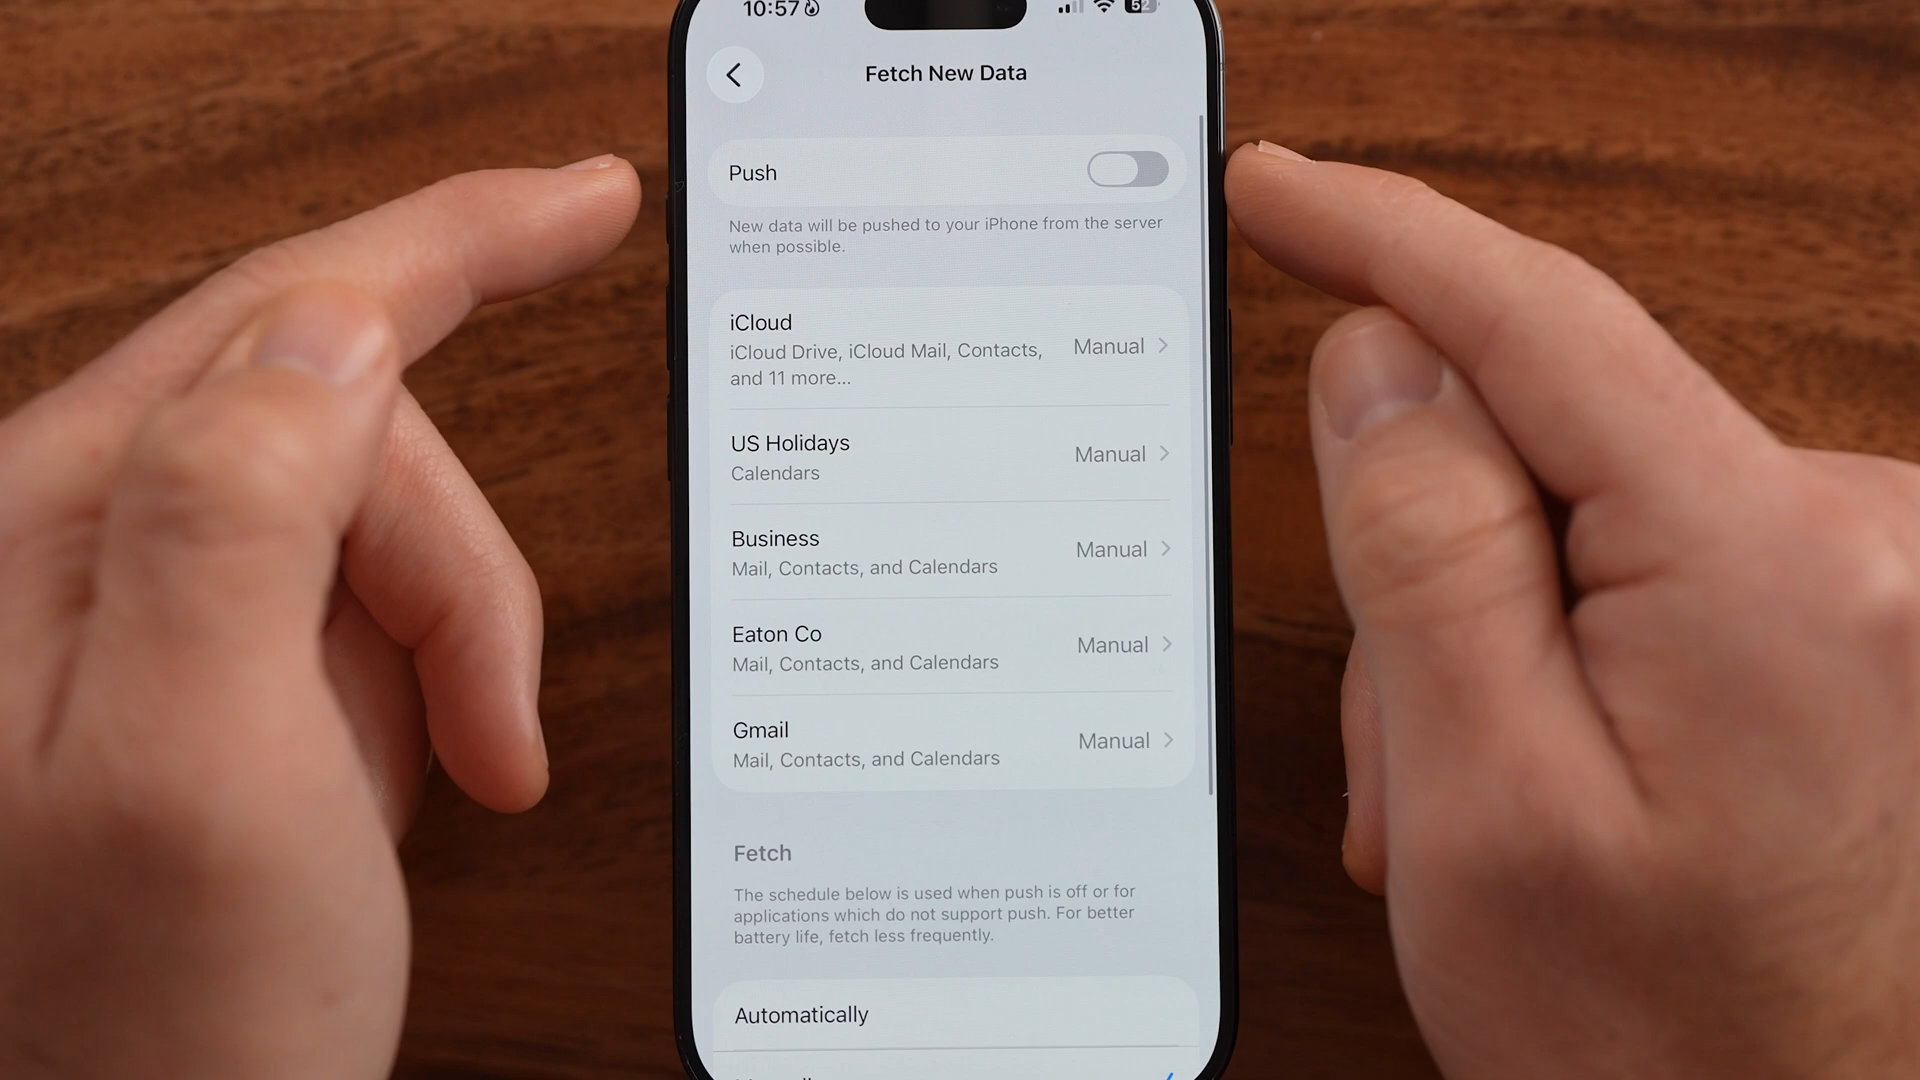 10:57
52
Fetch New Data
Push
New data will be pushed to your iPhone from the server
when possible.
iCloud
iCloud Drive, iCloud Mail, Contacts,
and 11 more...
Manual
US Holidays
Calendars
Manual
Business
Mail, Contacts, and Calendars
Manual
Eaton Co
Mail, Contacts, and Calendars
Manual
Gmail
Mail, Contacts, and Calendars
Manual
Fetch
The schedule below is used when push is off or for
applications which do not support push. For better
battery life, fetch less frequently.
Automatically